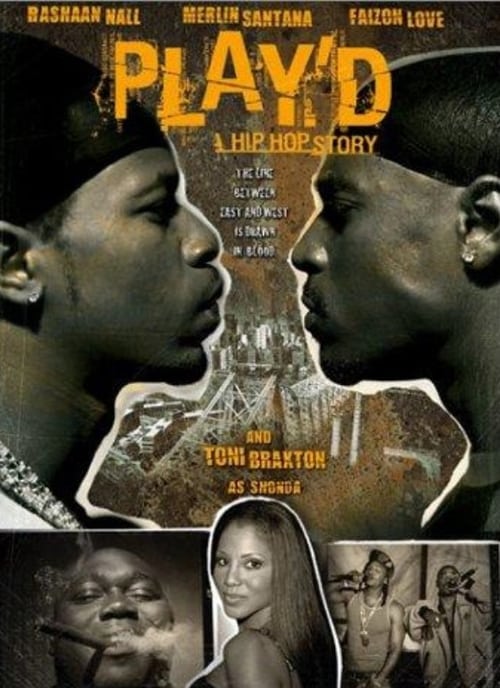 RASHAAN NALL MERLIN SANTANA FAIZON LOVE
PLAY'D
A HIP HOP STORY
THE LINE
BETWEEN
EAST AND WEST
IS DRAWN
IN BLOOD
AND
TONI BRAXTON
AS SHONDA